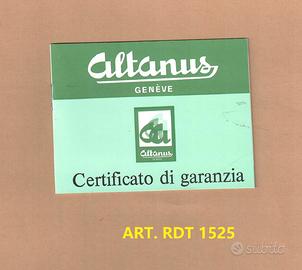 altanus
GENÈVE
altanus
Certificato di garanzia
ART. RDT 1525
subito